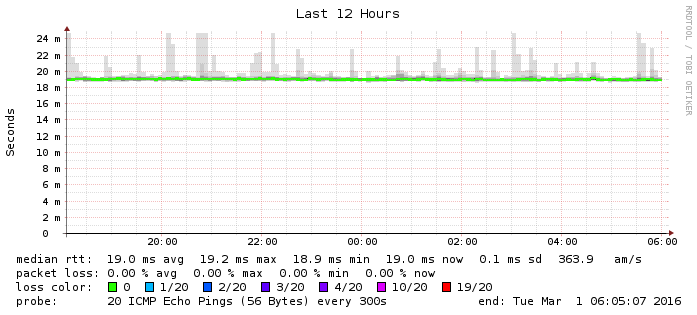 Last 12 Hours
RRDTOOL / TOBI OETIKER
Seconds
24 m
22 m
20 m
18 m
16 m
14 m
12 m
10 m
8 m
6 m
4 m
2 m
0
20:00 22:00 00:00 02:00 04:00 06:00
median rtt: 19.0 ms avg 19.2 ms max 18.9 ms min 19.0 ms now 0.1 ms sd 363.9 am/s
packet loss: 0.00 % avg 0.00 % max 0.00 % min 0.00 % now
loss color: 0 1/20 2/20 3/20 4/20 10/20 19/20
probe: 20 ICMP Echo Pings (56 Bytes) every 300s end: Tue Mar 1 06:05:07 2016